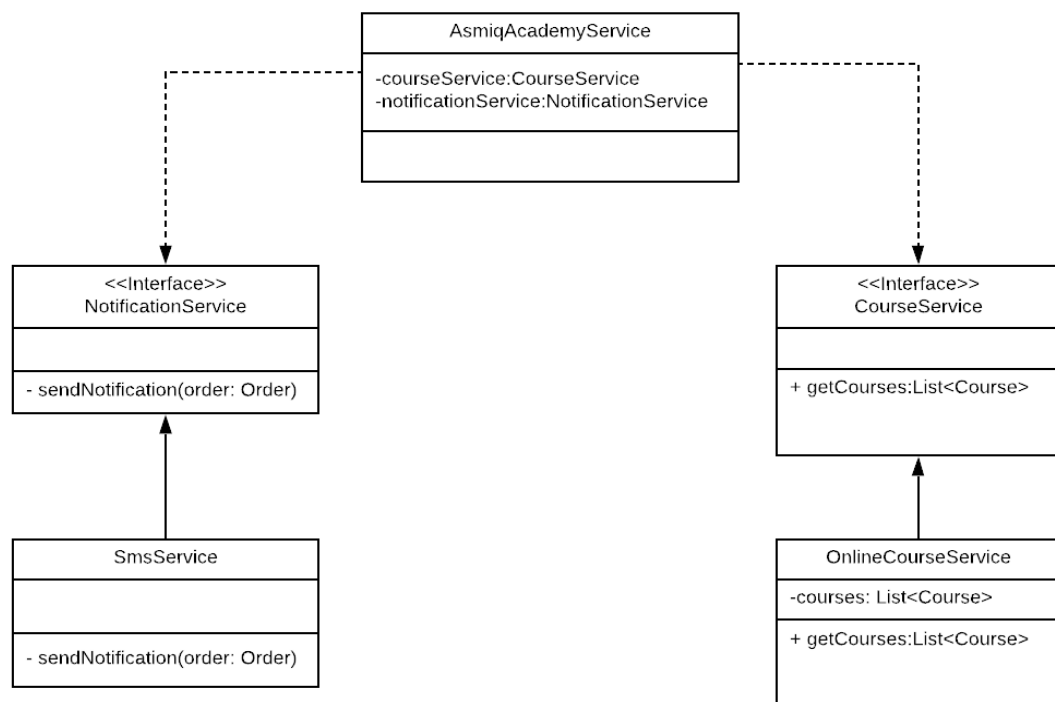 AsmiqAcademyService
-courseService:CourseService
-notificationService:NotificationService
<<Interface>>
NotificationService
- sendNotification(order: Order)
<<Interface>>
CourseService
+ getCourses:List<Course>
SmsService
- sendNotification(order: Order)
OnlineCourseService
-courses: List<Course>
+ getCourses:List<Course>